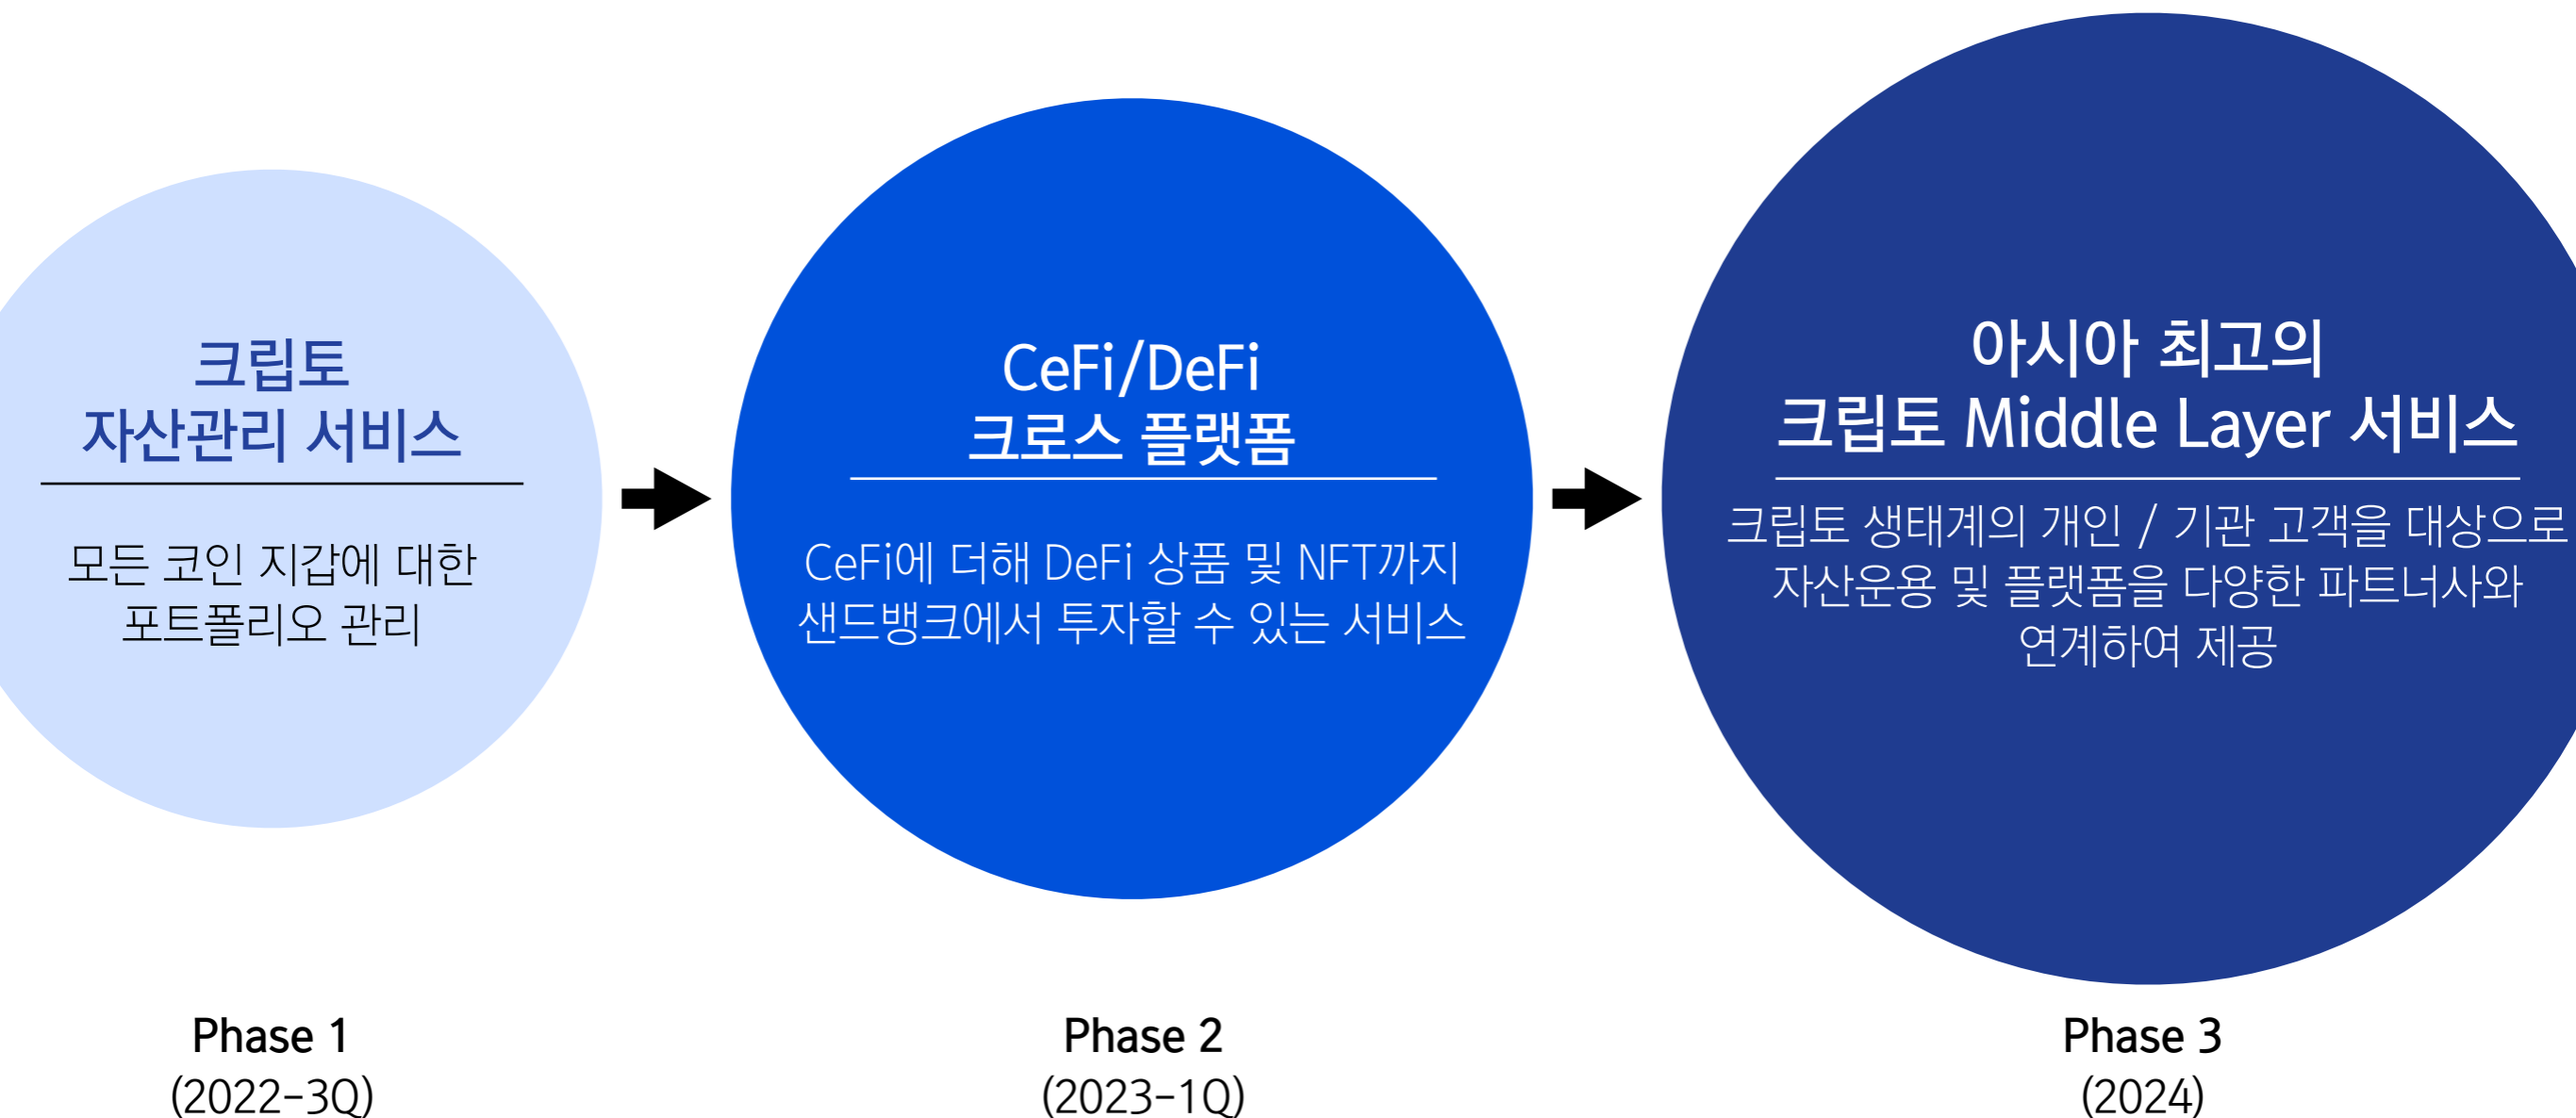 크립토
자산관리 서비스
모든 코인 지갑에 대한
포트폴리오 관리
Phase 1
(2022-3Q)
CeFi/DeFi
크로스 플랫폼
CeFi에 더해 DeFi 상품 및 NFT까지
샌드뱅크에서 투자할 수 있는 서비스
Phase 2
(2023-1Q)
아시아 최고의
크립토 Middle Layer 서비스
크립토 생태계의 개인 / 기관 고객을 대상으로
자산운용 및 플랫폼을 다양한 파트너사와
연계하여 제공
Phase 3
(2024)